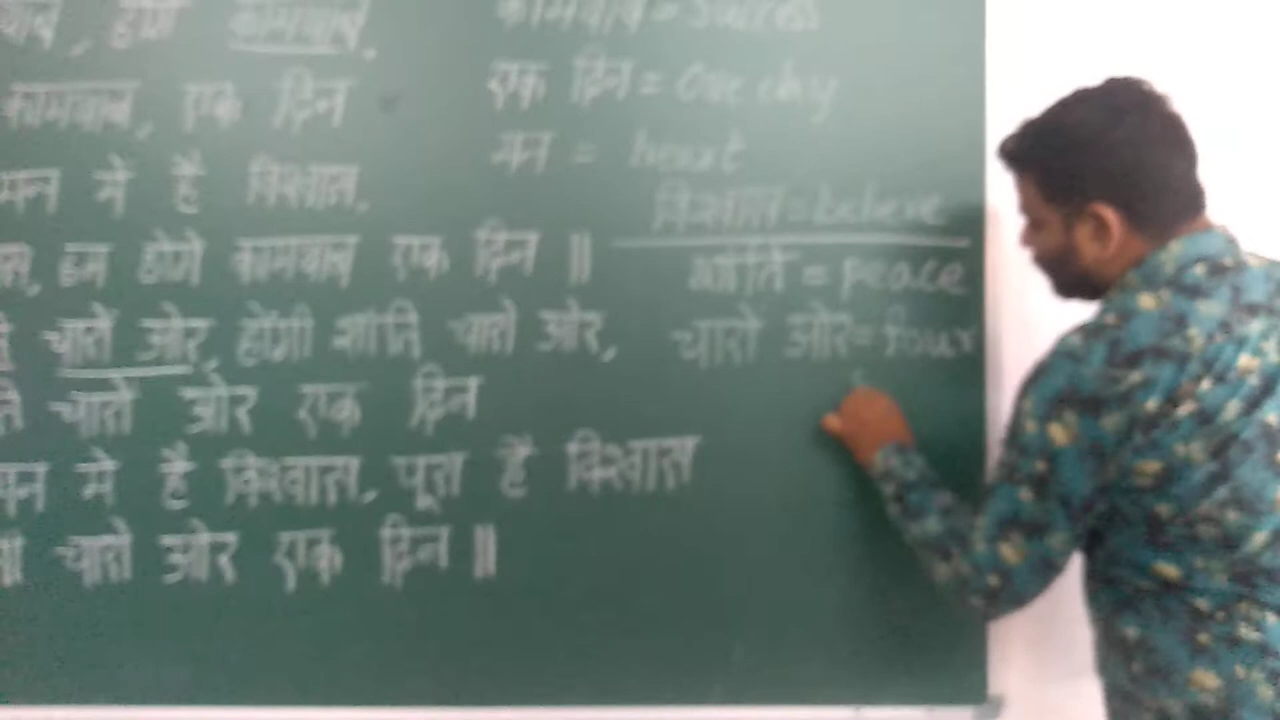 हम कामयाब,
कामयाब, एक दिन
मन में है विश्वास,
हम होंगे कामयाब एक दिन ॥
चारों ओर, होंगी शांति चारों ओर,
चारों ओर एक दिन
मन में है विश्वास, पूरा है विश्वास
चारों ओर एक दिन ॥
कामयाब = Success
एक दिन = One day
मन = heart
विश्वास = believe
शांति = peace
चारों ओर = four